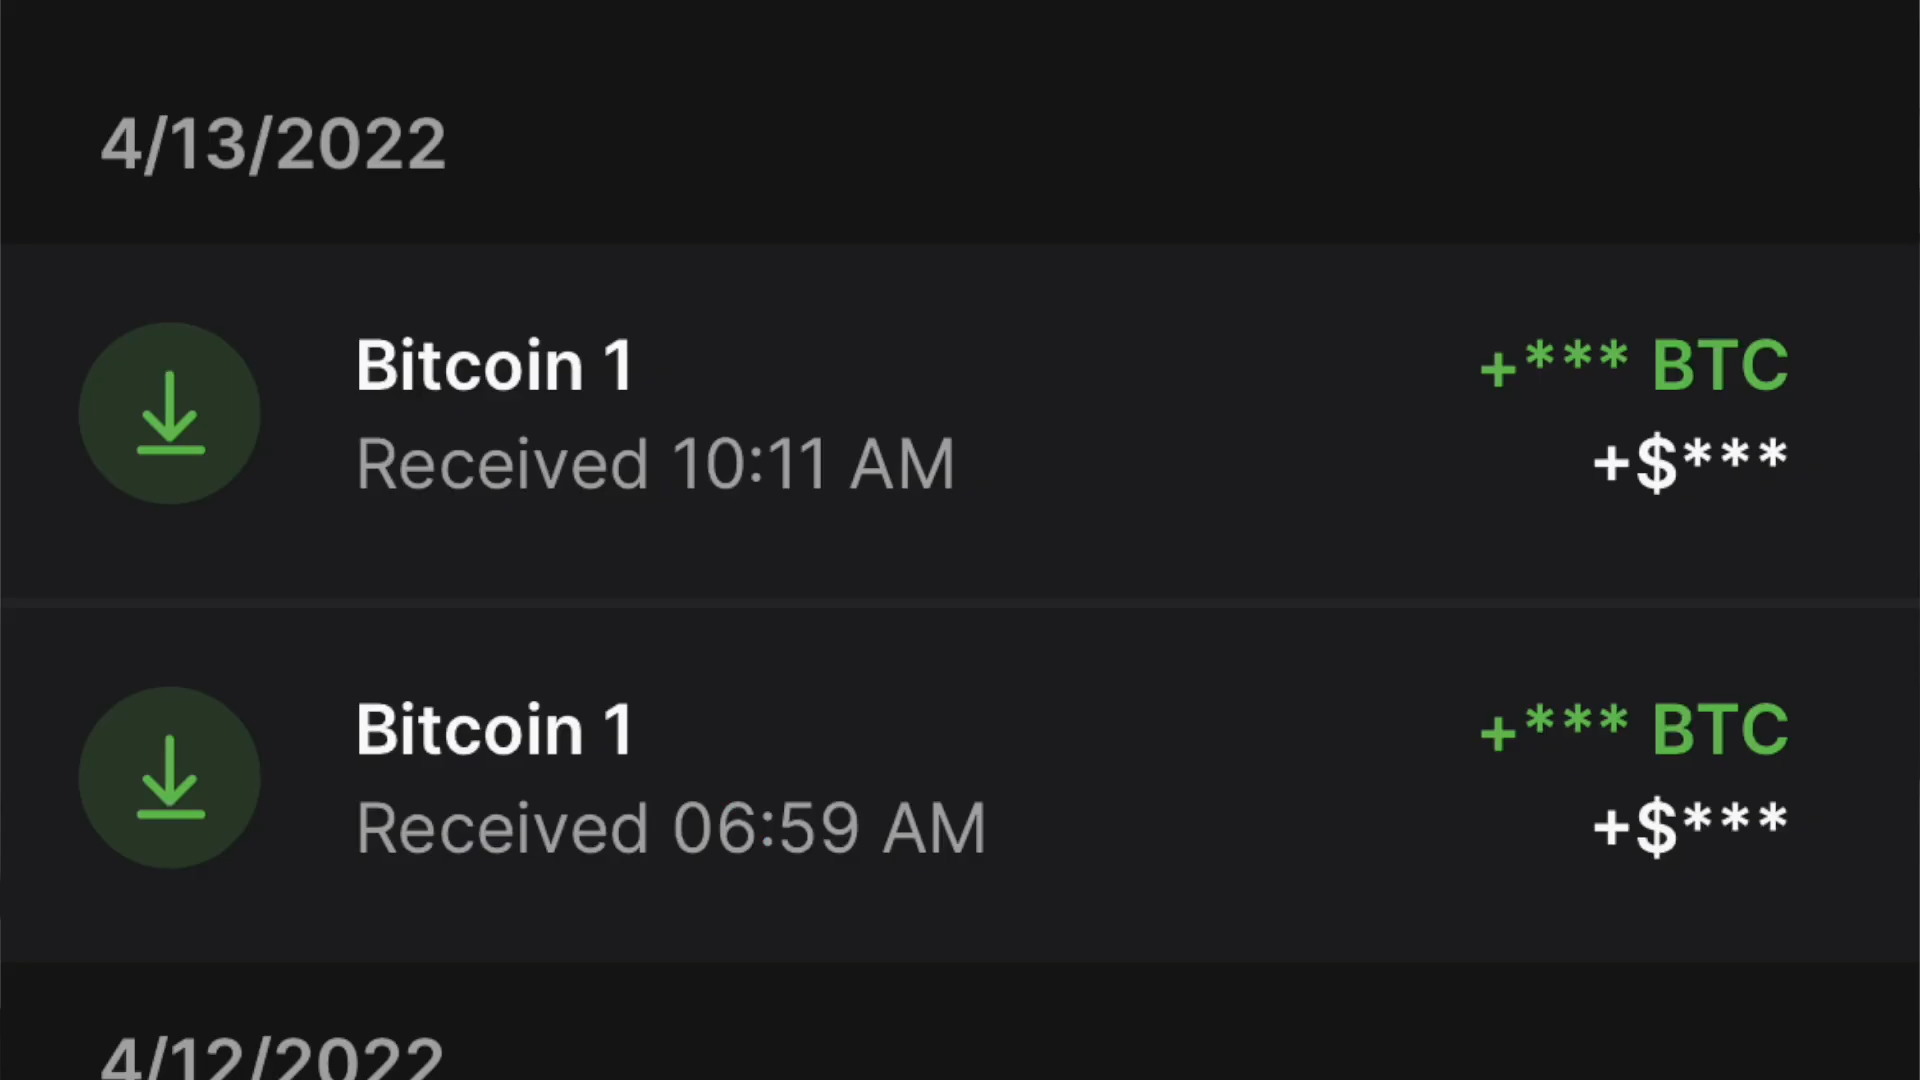 4/13/2022
Bitcoin 1
+*** BTC
Received 10:11 AM
+$***
Bitcoin 1
+*** BTC
Received 06:59 AM
+$***
4/12/2022